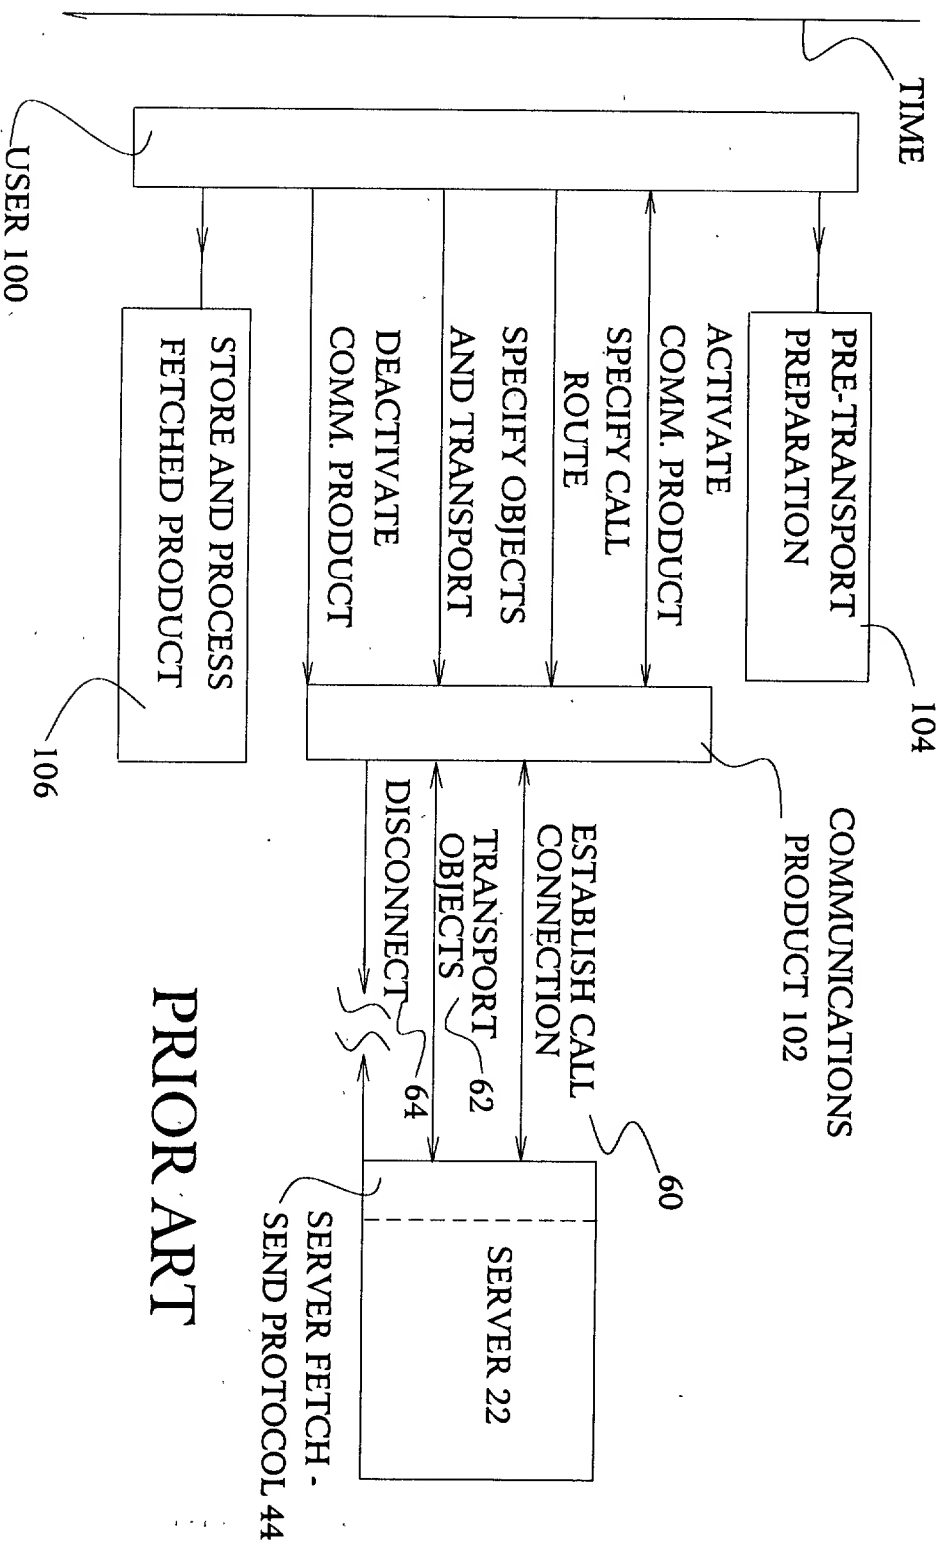 TIME
USER 100
PRE-TRANSPORT
PREPARATION
104
ACTIVATE
COMM. PRODUCT
SPECIFY CALL
ROUTE
SPECIFY OBJECTS
AND TRANSPORT
DEACTIVATE
COMM. PRODUCT
STORE AND PROCESS
FETCHED PRODUCT
106
COMMUNICATIONS
PRODUCT 102
ESTABLISH CALL
CONNECTION
60
TRANSPORT
OBJECTS
62
DISCONNECT
64
SERVER 22
SERVER FETCH -
SEND PROTOCOL 44
PRIOR ART